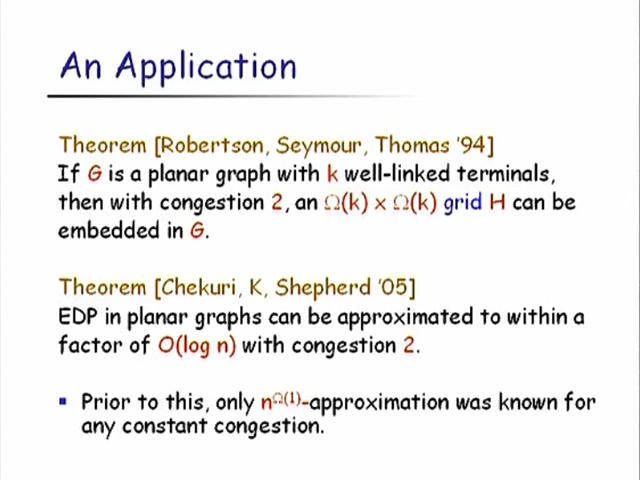 An Application
Theorem [Robertson, Seymour, Thomas '94]
If G is a planar graph with k well-linked terminals,
then with congestion 2, an Ω(k) x Ω(k) grid H can be
embedded in G.
Theorem [Chekuri, K, Shepherd '05]
EDP in planar graphs can be approximated to within a
factor of O(log n) with congestion 2.
▪ Prior to this, only n^Ω(1)-approximation was known for
any constant congestion.